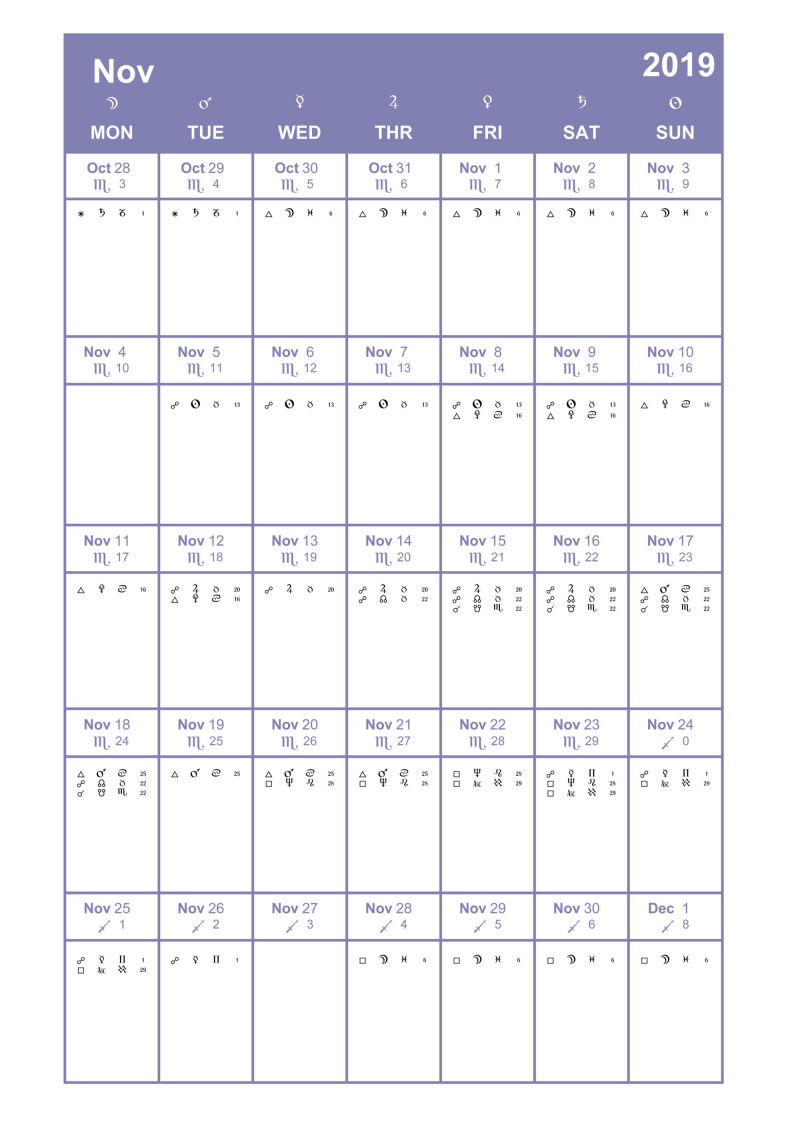 Nov 2019
☽ ♂ ☿ ♃ ♀ ♄ ☉
MON TUE WED THR FRI SAT SUN
Oct 28 Oct 29 Oct 30 Oct 31 Nov 1 Nov 2 Nov 3
♏ 3 ♏ 4 ♏ 5 ♏ 6 ♏ 7 ♏ 8 ♏ 9
⚹ ♄ ♑ 1 ⚹ ♄ ♑ 1 △ ☽ ♓ 6 △ ☽ ♓ 6 △ ☽ ♓ 6 △ ☽ ♓ 6 △ ☽ ♓ 6
Nov 4 Nov 5 Nov 6 Nov 7 Nov 8 Nov 9 Nov 10
♏ 10 ♏ 11 ♏ 12 ♏ 13 ♏ 14 ♏ 15 ♏ 16
☍ ☉ ♉ 13 ☍ ☉ ♉ 13 ☍ ☉ ♉ 13 ☍ ☉ ♉ 13 ☍ ☉ ♉ 13 △ ♇ ♋ 16
△ ♇ ♋ 16 △ ♇ ♋ 16
Nov 11 Nov 12 Nov 13 Nov 14 Nov 15 Nov 16 Nov 17
♏ 17 ♏ 18 ♏ 19 ♏ 20 ♏ 21 ♏ 22 ♏ 23
△ ♇ ♋ 16 ☍ ♃ ♉ 20 ☍ ♃ ♉ 20 ☍ ♃ ♉ 20 ☍ ♃ ♉ 20 ☍ ♃ ♉ 20 △ ♂ ♋ 25
△ ♇ ♋ 16 ☍ ☊ ♉ 22 ☍ ☊ ♉ 22 ☍ ☊ ♉ 22 ☍ ☊ ♉ 22
☌ ☋ ♏ 22 ☌ ☋ ♏ 22 ☌ ☋ ♏ 22
Nov 18 Nov 19 Nov 20 Nov 21 Nov 22 Nov 23 Nov 24
♏ 24 ♏ 25 ♏ 26 ♏ 27 ♏ 28 ♏ 29 ♐ 0
△ ♂ ♋ 25 △ ♂ ♋ 25 △ ♂ ♋ 25 △ ♂ ♋ 25 □ ♆ ♌ 28 ☍ ☿ ♊ 1 ☍ ☿ ♊ 1
☍ ☊ ♉ 22 □ ♆ ♌ 28 □ ♆ ♌ 28 □ Asc ♒ 29 □ ♆ ♌ 28 □ Asc ♒ 29
☌ ☋ ♏ 22 □ Asc ♒ 29
Nov 25 Nov 26 Nov 27 Nov 28 Nov 29 Nov 30 Dec 1
♐ 1 ♐ 2 ♐ 3 ♐ 4 ♐ 5 ♐ 6 ♐ 8
☍ ☿ ♊ 1 ☍ ☿ ♊ 1 □ ☽ ♓ 6 □ ☽ ♓ 6 □ ☽ ♓ 6 □ ☽ ♓ 6
□ Asc ♒ 29